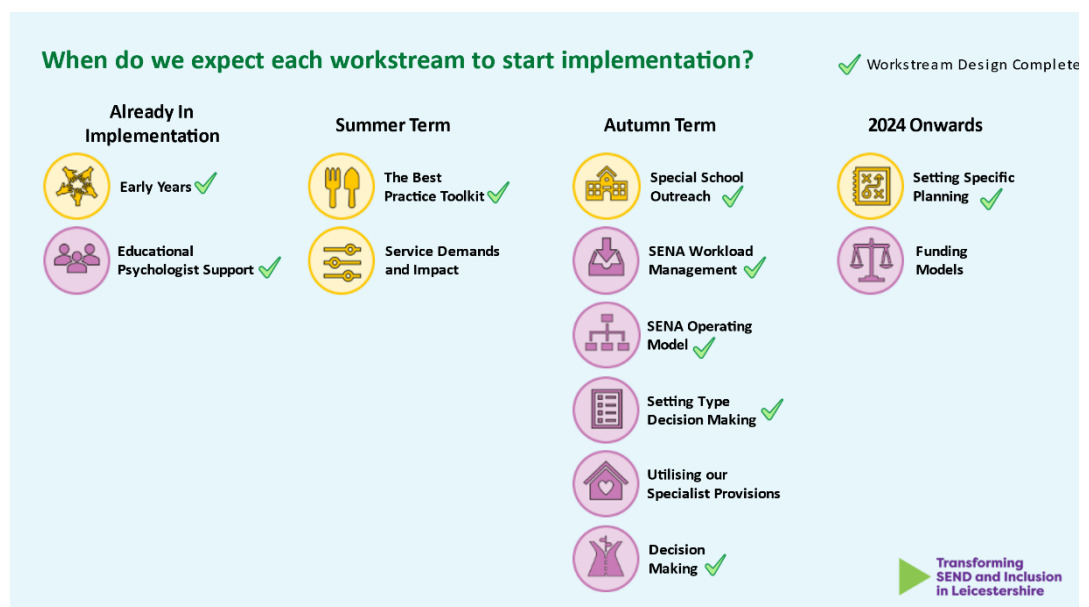 When do we expect each workstream to start implementation?
Workstream Design Complete
Already In
Implementation
Early Years
Educational
Psychologist Support
Summer Term
The Best
Practice Toolkit
Service Demands
and Impact
Autumn Term
Special School
Outreach
SENA Workload
Management
SENA Operating
Model
Setting Type
Decision Making
Utilising our
Specialist Provisions
Decision
Making
2024 Onwards
Setting Specific
Planning
Funding
Models
Transforming
SEND and Inclusion
in Leicestershire